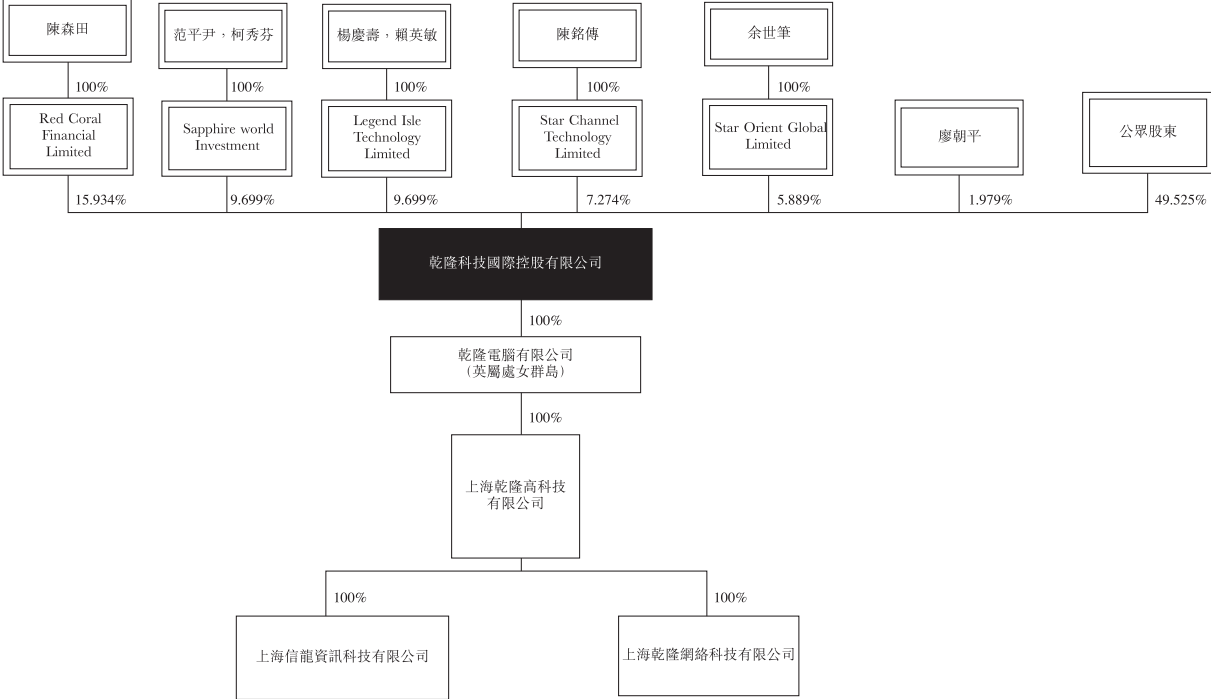 陳森田
范平尹，柯秀芬
楊慶壽，賴英敏
陳銘傳
余世筆
100%
100%
100%
100%
100%
Red Coral
Financial
Limited
Sapphire world
Investment
Legend Isle
Technology
Limited
Star Channel
Technology
Limited
Star Orient Global
Limited
廖朝平
公眾股東
15.934%
9.699%
9.699%
7.274%
5.889%
1.979%
49.525%
乾隆科技國際控股有限公司
100%
乾隆電腦有限公司
（英屬處女群島）
100%
上海乾隆高科技
有限公司
100%
100%
上海信龍資訊科技有限公司
上海乾隆網絡科技有限公司